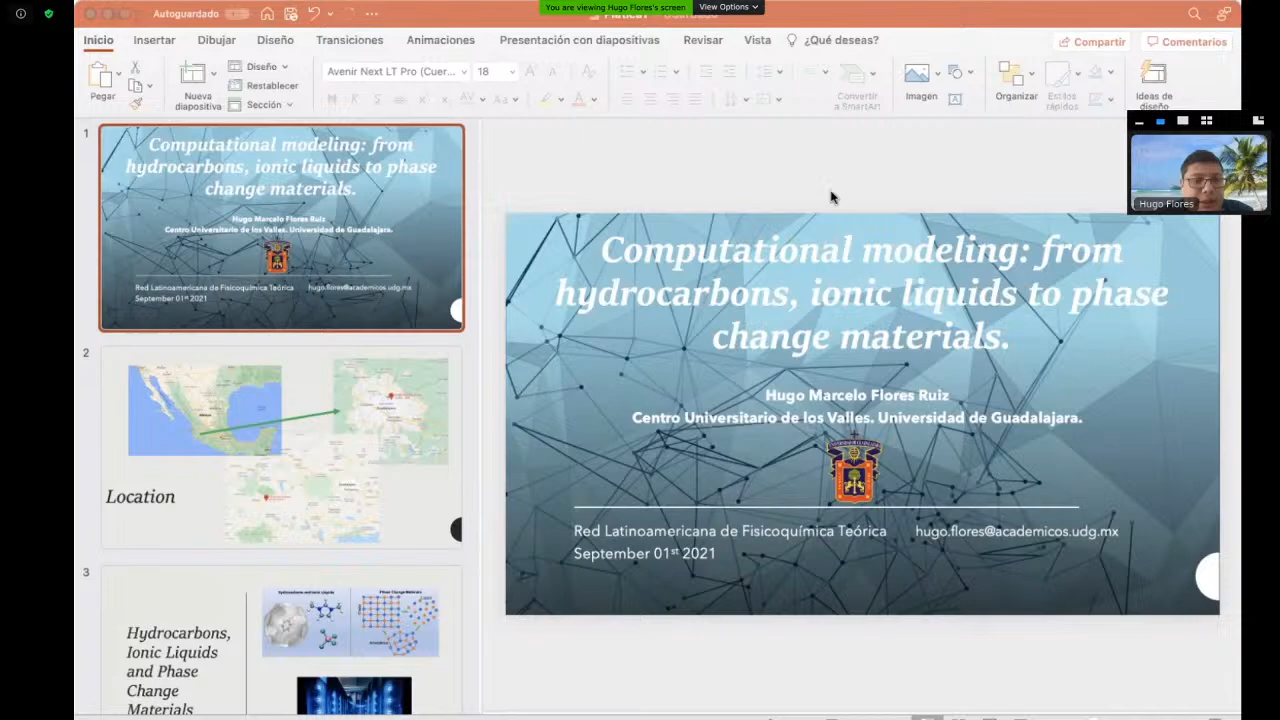 You are viewing Hugo Flores's screen
View Options
Autoguardado
Inicio
Insertar
Dibujar
Diseño
Transiciones
Animaciones
Presentación con diapositivas
Revisar
Vista
¿Qué deseas?
Compartir
Comentarios
Pegar
Nueva
diapositiva
Diseño
Restablecer
Sección
Avenir Next LT Pro (Cuer...
18
Convertir
a SmartArt
Imagen
Organizar
Estilos
rápidos
Ideas de
diseño
Hugo Flores
1
Computational modeling: from
hydrocarbons, ionic liquids to phase
change materials.
Hugo Marcelo Flores Ruiz
Centro Universitario de los Valles. Universidad de Guadalajara.
Red Latinoamericana de Fisicoquímica Teórica
hugo.flores@academicos.udg.mx
September 01st 2021
2
Location
3
Hydrocarbons,
Ionic Liquids
and Phase
Change
Materials
Computational modeling: from
hydrocarbons, ionic liquids to phase
change materials.
Hugo Marcelo Flores Ruiz
Centro Universitario de los Valles. Universidad de Guadalajara.
Red Latinoamericana de Fisicoquímica Teórica
hugo.flores@academicos.udg.mx
September 01st 2021